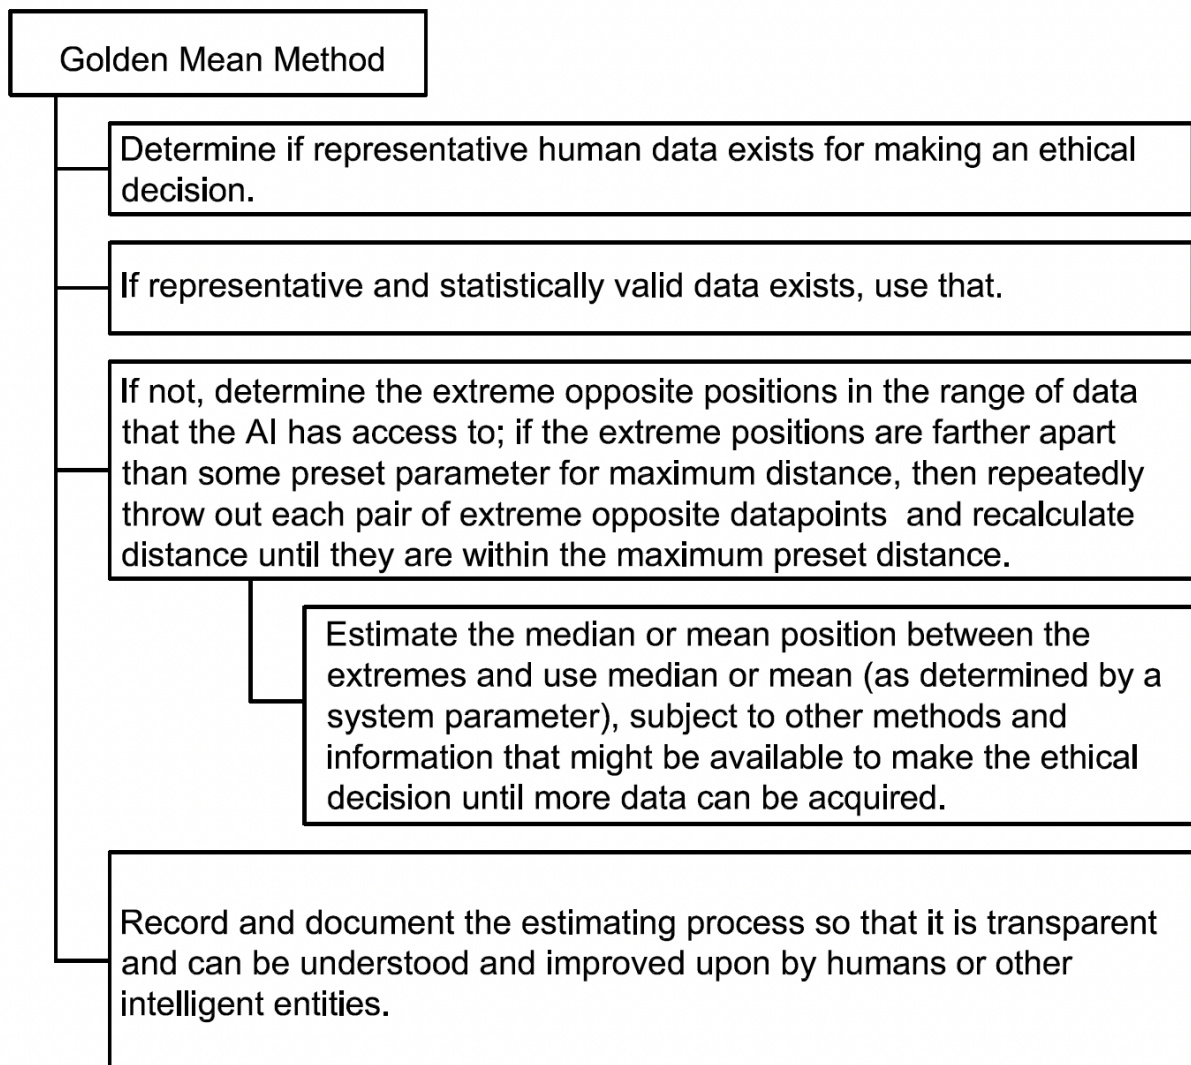 Golden Mean Method
Determine if representative human data exists for making an ethical
decision.
If representative and statistically valid data exists, use that.
If not, determine the extreme opposite positions in the range of data
that the AI has access to; if the extreme positions are farther apart
than some preset parameter for maximum distance, then repeatedly
throw out each pair of extreme opposite datapoints  and recalculate
distance until they are within the maximum preset distance.
Estimate the median or mean position between the
extremes and use median or mean (as determined by a
system parameter), subject to other methods and
information that might be available to make the ethical
decision until more data can be acquired.
Record and document the estimating process so that it is transparent
and can be understood and improved upon by humans or other
intelligent entities.